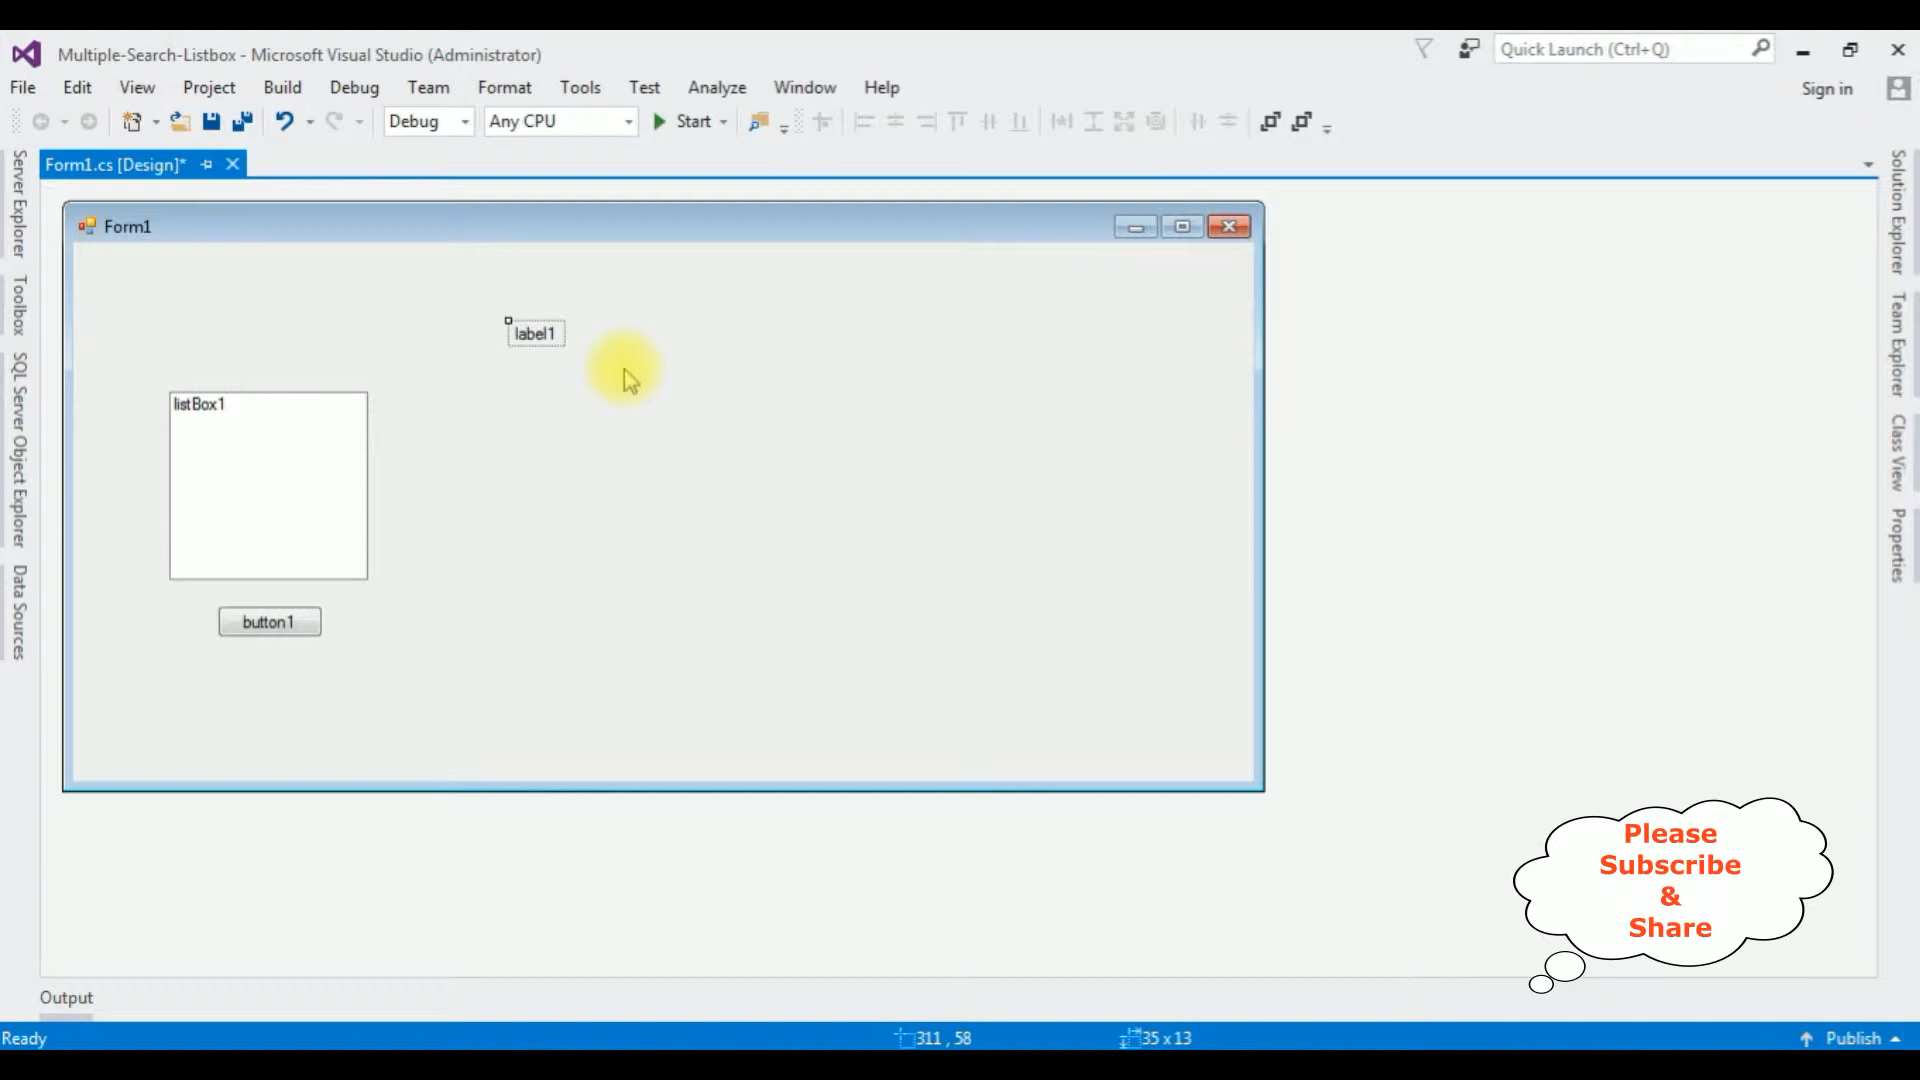 Multiple-Search-Listbox - Microsoft Visual Studio (Administrator)
Quick Launch (Ctrl+Q)
File Edit View Project Build Debug Team Format Tools Test Analyze Window Help
Sign in
Debug Any CPU Start
Form1.cs [Design]*
Server Explorer
Toolbox
SQL Server Object Explorer
Data Sources
Form1
label1
listBox1
button1
Solution Explorer
Team Explorer
Class View
Properties
Please
Subscribe
&
Share
Output
Ready 311 , 58 35 x 13 Publish